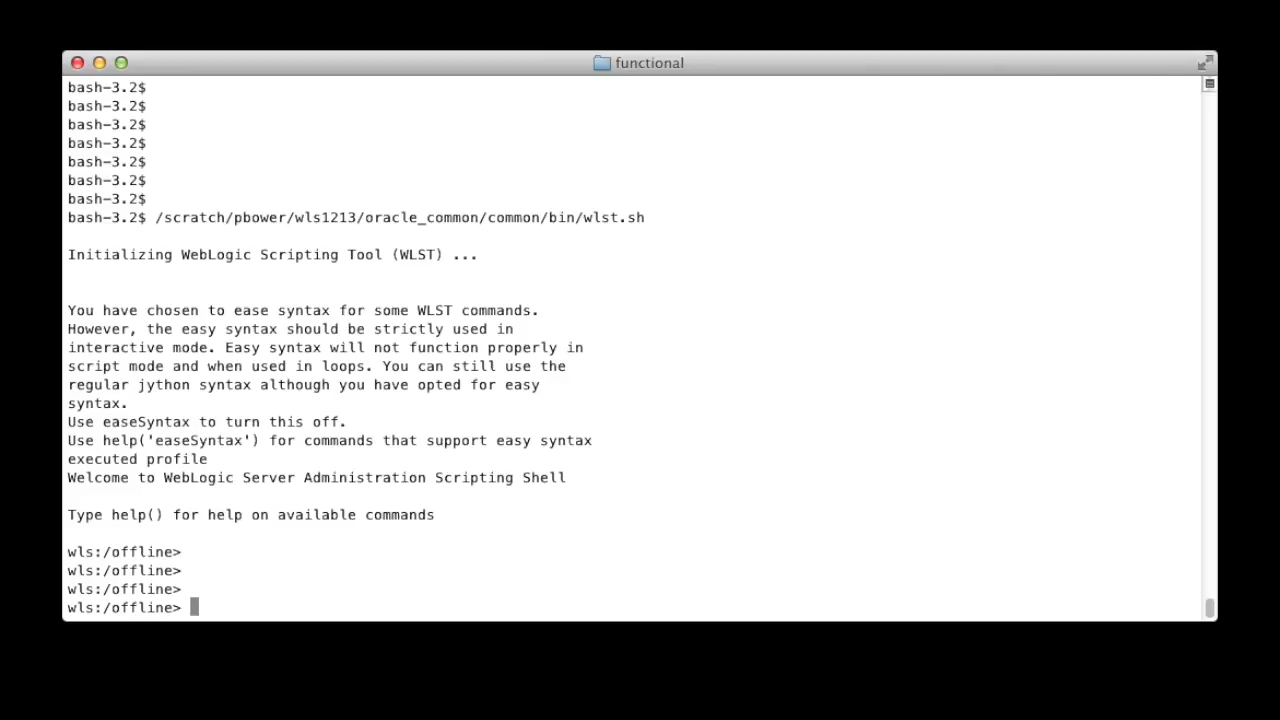 functional
bash-3.2$
bash-3.2$
bash-3.2$
bash-3.2$
bash-3.2$
bash-3.2$
bash-3.2$
bash-3.2$ /scratch/pbower/wls1213/oracle_common/common/bin/wlst.sh
Initializing WebLogic Scripting Tool (WLST) ...
You have chosen to ease syntax for some WLST commands.
However, the easy syntax should be strictly used in
interactive mode. Easy syntax will not function properly in
script mode and when used in loops. You can still use the
regular jython syntax although you have opted for easy
syntax.
Use easeSyntax to turn this off.
Use help('easeSyntax') for commands that support easy syntax
executed profile
Welcome to WebLogic Server Administration Scripting Shell
Type help() for help on available commands
wls:/offline>
wls:/offline>
wls:/offline>
wls:/offline>